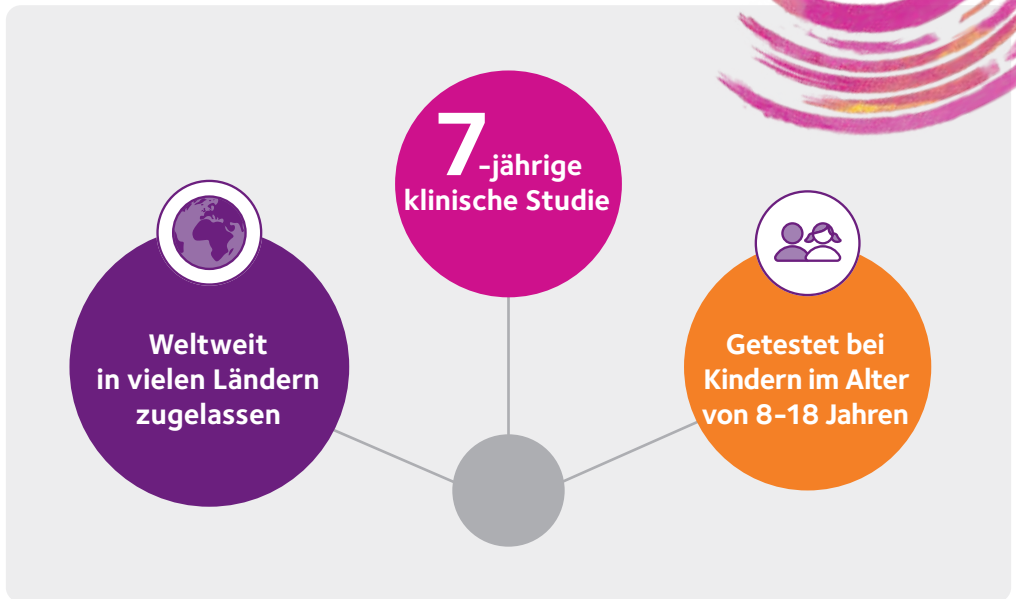 7-jährige
klinische Studie
Weltweit
in vielen Ländern
zugelassen
Getestet bei
Kindern im Alter
von 8-18 Jahren